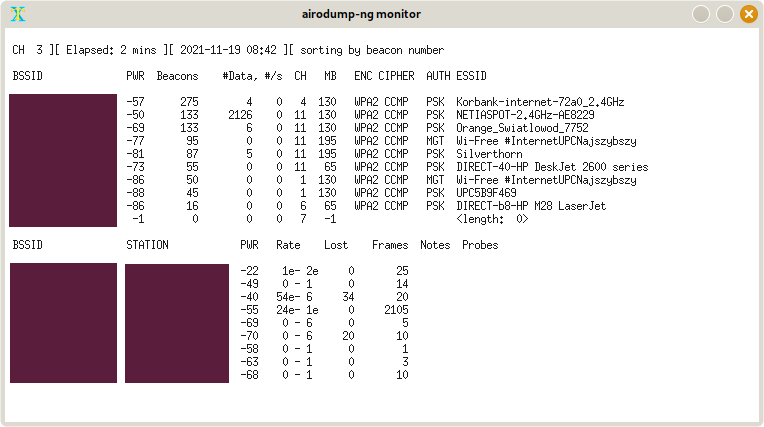 airodump-ng monitor
CH 3 ][ Elapsed: 2 mins ][ 2021-11-19 08:42 ][ sorting by beacon number
BSSID PWR Beacons #Data, #/s CH MB ENC CIPHER AUTH ESSID
-57 275 4 0 4 130 WPA2 CCMP PSK Korbank-internet-72a0_2.4GHz
-50 133 2126 0 11 130 WPA2 CCMP PSK NETIASPOT-2.4GHz-AE8229
-69 133 6 0 11 130 WPA2 CCMP PSK Orange_Swiatlowod_7752
-77 95 0 0 11 195 WPA2 CCMP MGT Wi-Free #InternetUPCNajszybszy
-81 87 5 0 11 195 WPA2 CCMP PSK Silverthorn
-73 55 0 0 11 65 WPA2 CCMP PSK DIRECT-40-HP DeskJet 2600 series
-86 50 0 0 1 130 WPA2 CCMP MGT Wi-Free #InternetUPCNajszybszy
-88 45 0 0 1 130 WPA2 CCMP PSK UPC5B9F469
-86 16 0 0 6 65 WPA2 CCMP PSK DIRECT-b8-HP M28 LaserJet
-1 0 0 0 7 -1 <length: 0>
BSSID STATION PWR Rate Lost Frames Notes Probes
-22 1e- 2e 0 25
-49 0 - 1 0 14
-40 54e- 6 34 20
-55 24e- 1e 0 2105
-69 0 - 6 0 5
-70 0 - 6 20 10
-58 0 - 1 0 1
-63 0 - 1 0 3
-68 0 - 1 0 10